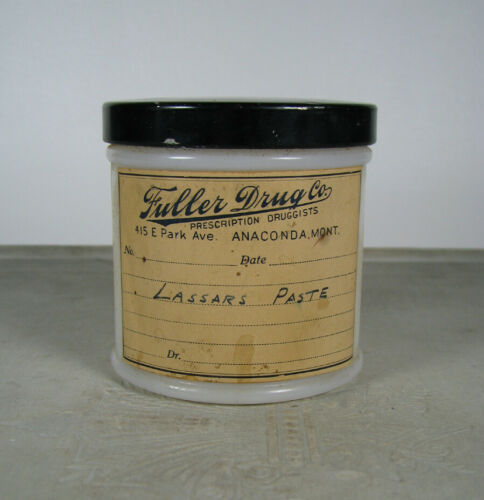 Fuller Drug Co.
PRESCRIPTION DRUGGISTS
415 E Park Ave. ANACONDA, MONT.
No. Date
LASSARS PASTE
Dr.